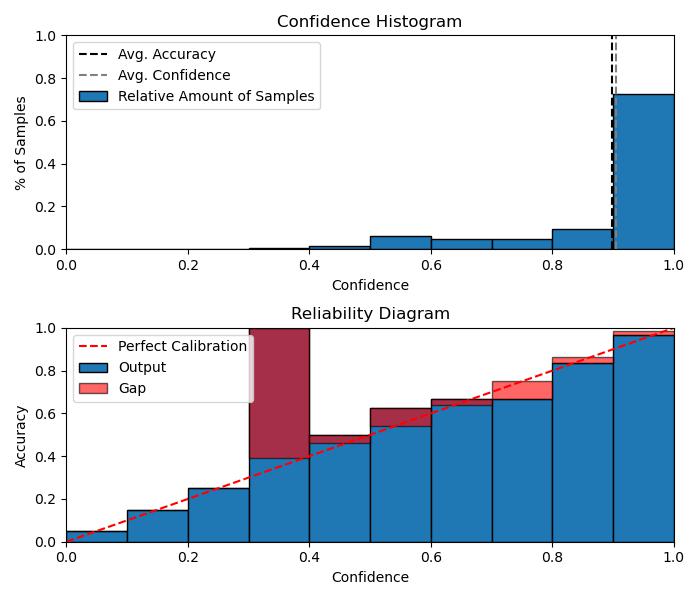 Confidence Histogram
1.0
0.8
0.6
0.4
0.2
0.0
% of Samples
Avg. Accuracy
Avg. Confidence
Relative Amount of Samples
0.0 0.2 0.4 0.6 0.8 1.0
Confidence
Reliability Diagram
1.0
0.8
0.6
0.4
0.2
0.0
Accuracy
Perfect Calibration
Output
Gap
0.0 0.2 0.4 0.6 0.8 1.0
Confidence